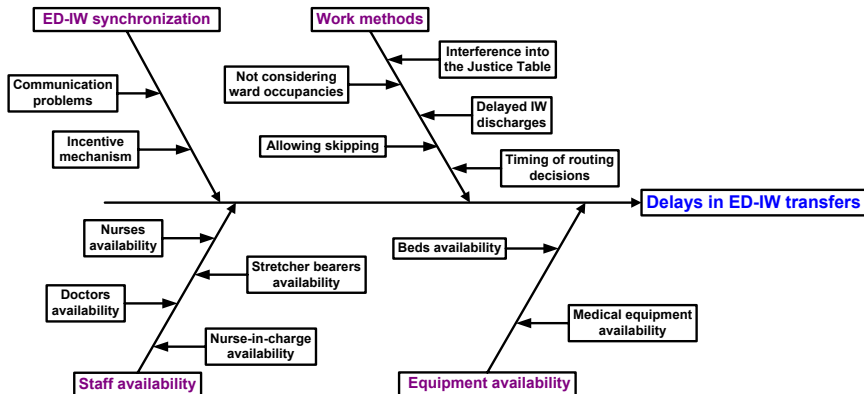 ED-IW synchronization
Work methods
Interference into
the Justice Table
Communication
problems
Not considering
ward occupancies
Delayed IW
discharges
Incentive
mechanism
Allowing skipping
Timing of routing
decisions
Delays in ED-IW transfers
Nurses
availability
Beds availability
Stretcher bearers
availability
Doctors
availability
Medical equipment
availability
Nurse-in-charge
availability
Staff availability
Equipment availability